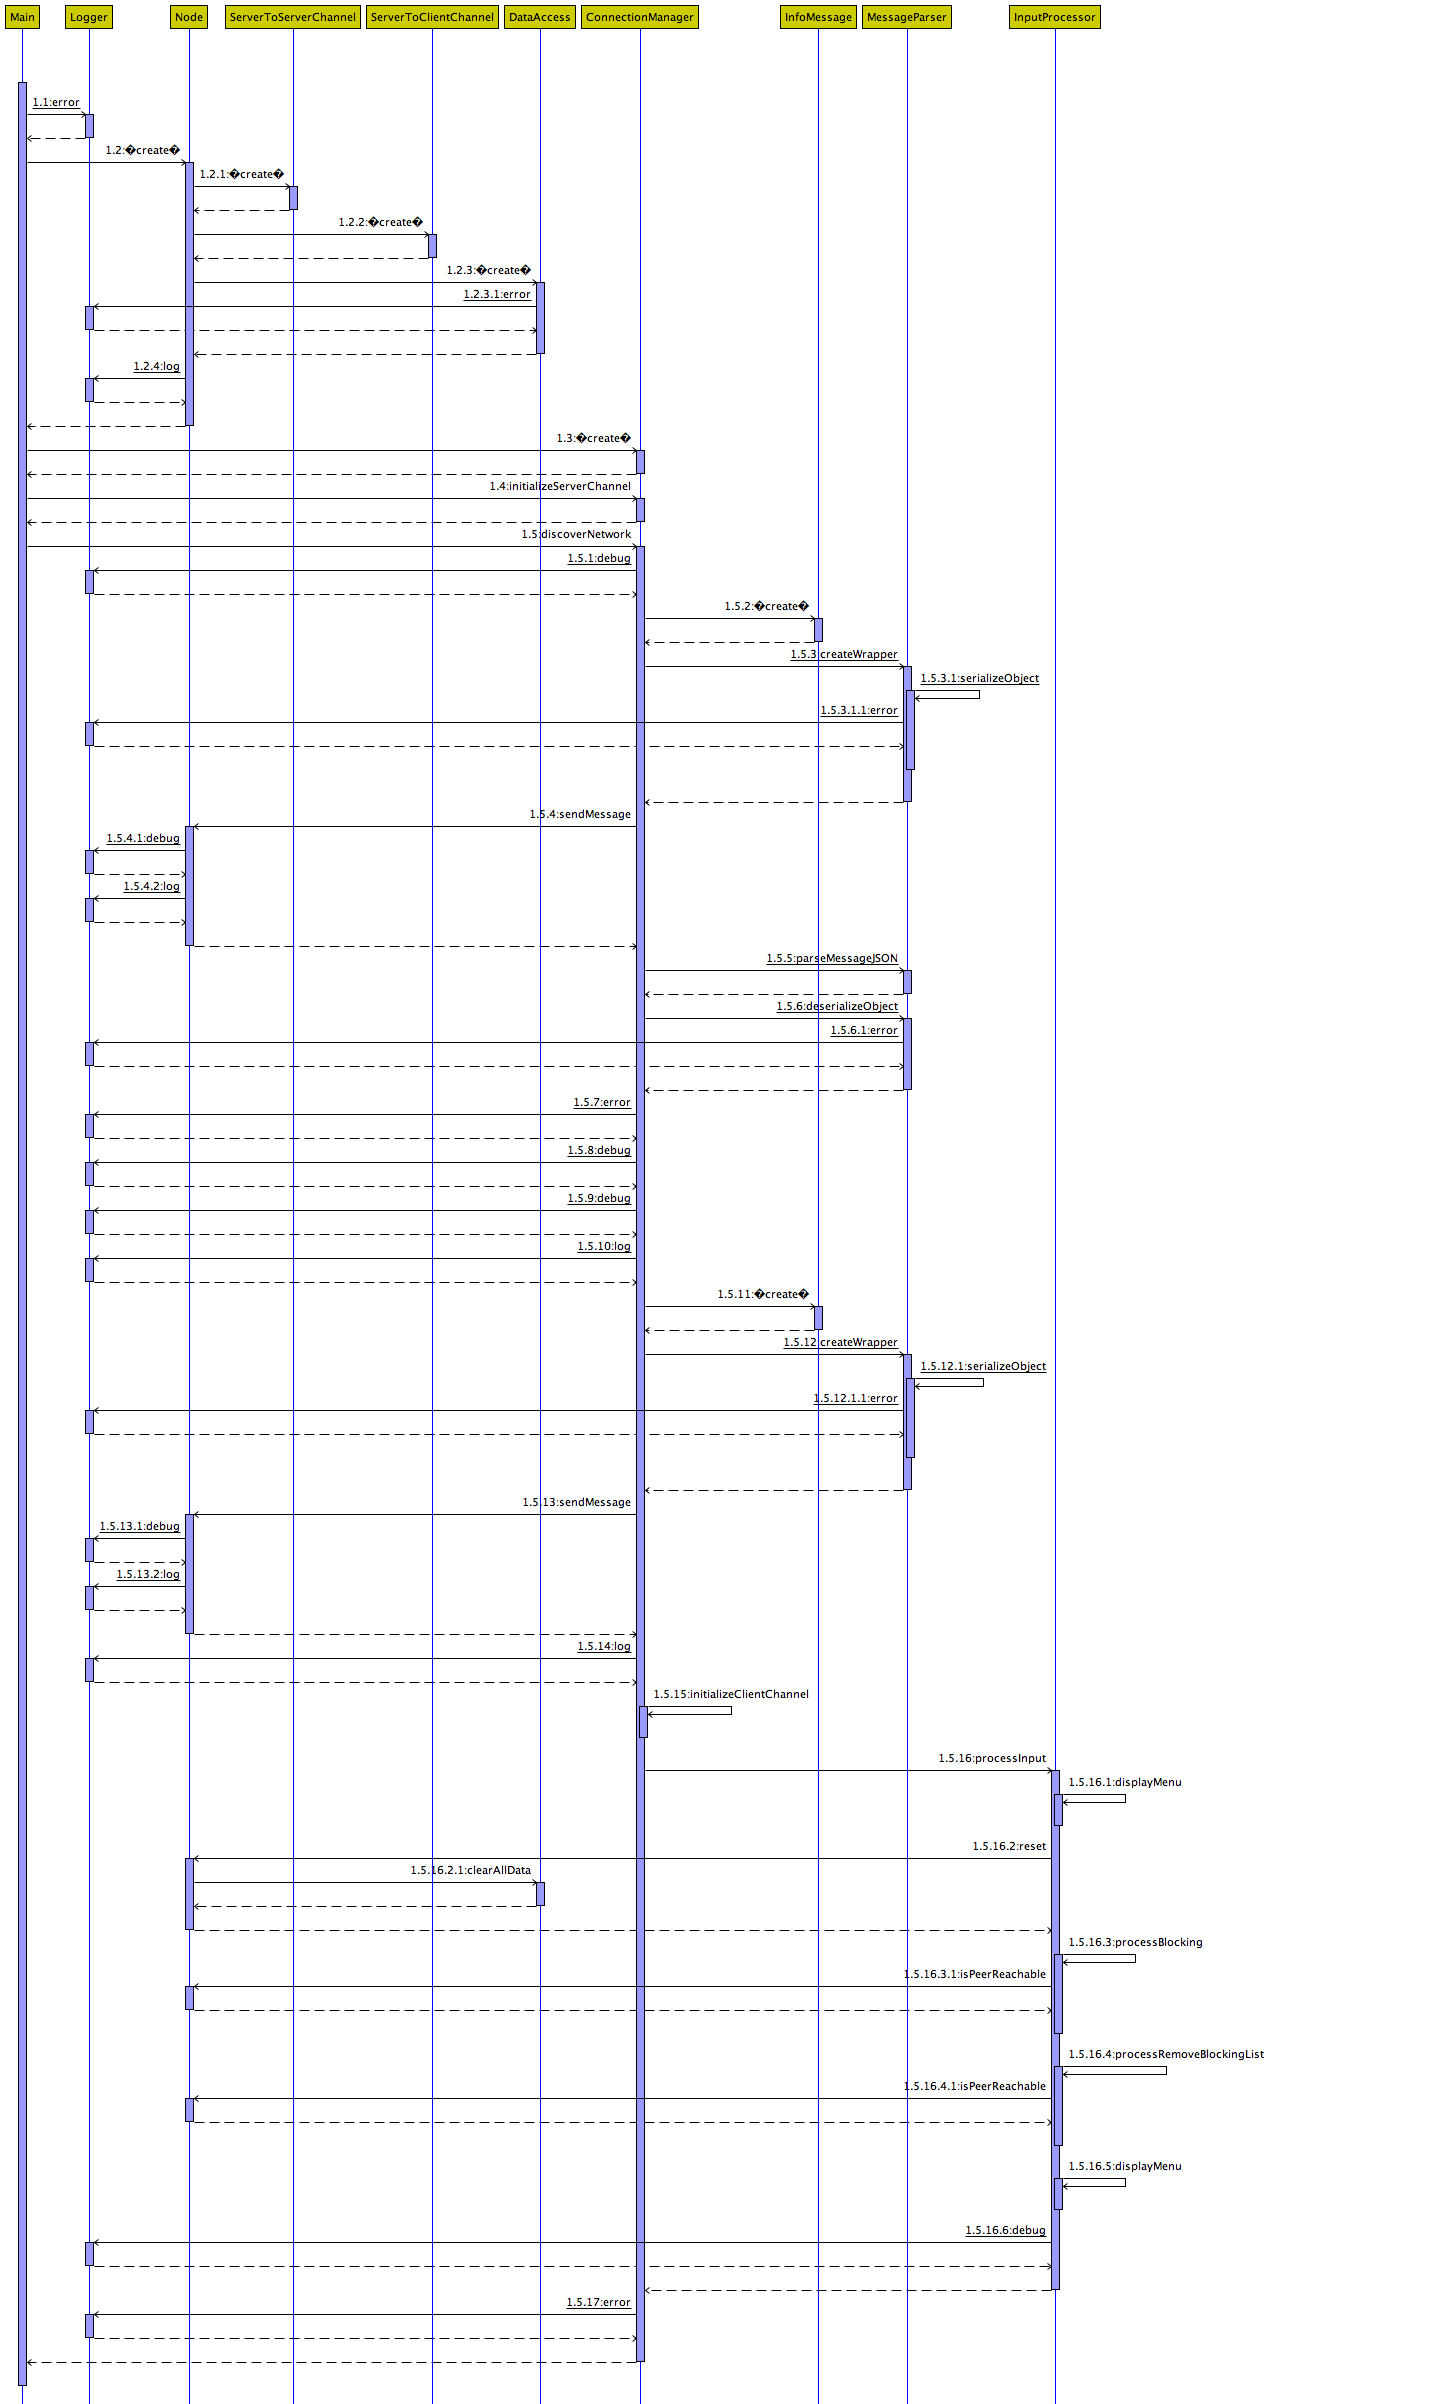 Main Logger Node ServerToServerChannel ServerToClientChannel DataAccess ConnectionManager InfoMessage MessageParser InputProcessor
1.1:error
1.2:�create�
1.2.1:�create�
1.2.2:�create�
1.2.3:�create�
1.2.3.1:error
1.2.4:log
1.3:�create�
1.4:initializeServerChannel
1.5:discoverNetwork
1.5.1:debug
1.5.2:�create�
1.5.3:createWrapper
1.5.3.1:serializeObject
1.5.3.1.1:error
1.5.4:sendMessage
1.5.4.1:debug
1.5.4.2:log
1.5.5:parseMessageJSON
1.5.6:deserializeObject
1.5.6.1:error
1.5.7:error
1.5.8:debug
1.5.9:debug
1.5.10:log
1.5.11:�create�
1.5.12:createWrapper
1.5.12.1:serializeObject
1.5.12.1.1:error
1.5.13:sendMessage
1.5.13.1:debug
1.5.13.2:log
1.5.14:log
1.5.15:initializeClientChannel
1.5.16:processInput
1.5.16.1:displayMenu
1.5.16.2:reset
1.5.16.2.1:clearAllData
1.5.16.3:processBlocking
1.5.16.3.1:isPeerReachable
1.5.16.4:processRemoveBlockingList
1.5.16.4.1:isPeerReachable
1.5.16.5:displayMenu
1.5.16.6:debug
1.5.17:error